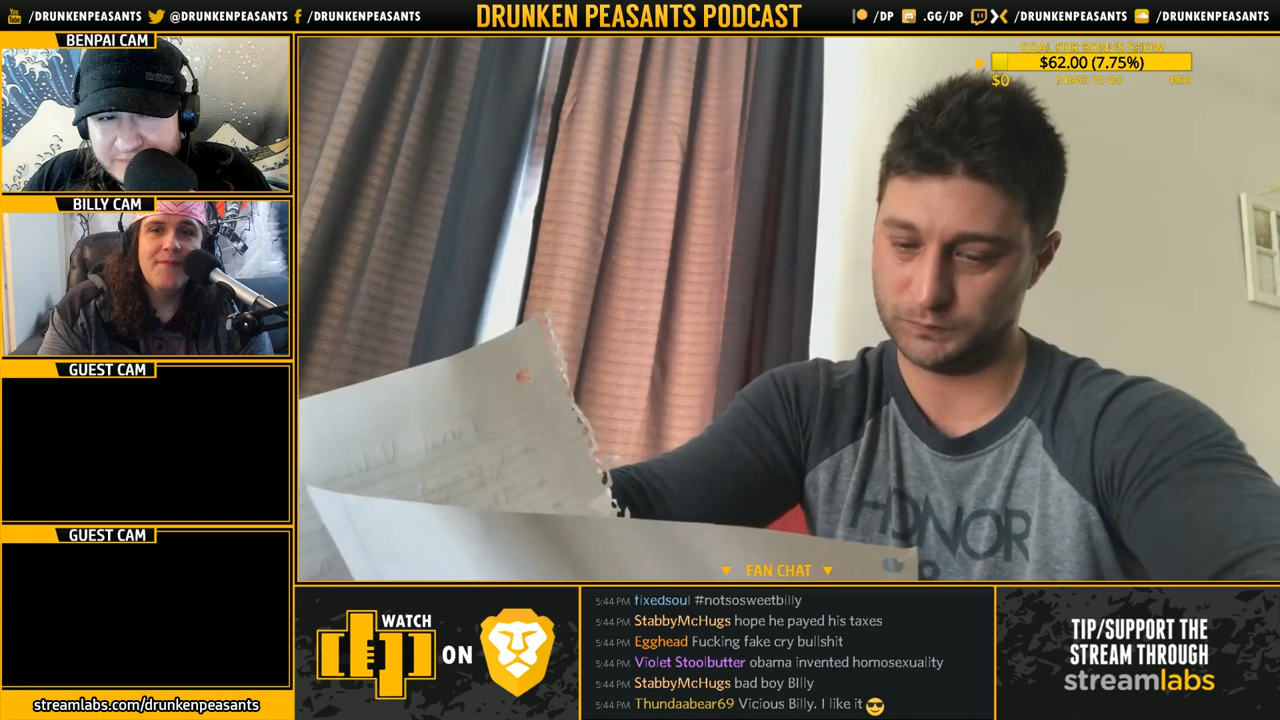 You Tube /DRUNKENPEASANTS @DRUNKENPEASANTS /DRUNKENPEASANTS
DRUNKEN PEASANTS PODCAST
/DP .GG/DP /DRUNKENPEASANTS /DRUNKENPEASANTS
BENPAI CAM
GOAL FOR BONUS SHOW
$62.00 (7.75%)
$0
BILLY CAM
GUEST CAM
HONOR
GUEST CAM
▼ FAN CHAT ▼
5:44 PM fixedsoul #notsosweetbilly
5:44 PM StabbyMcHugs hope he payed his taxes
5:44 PM Egghead Fucking fake cry bullshit
5:44 PM Violet Stoolbutter obama invented homosexuality
5:44 PM StabbyMcHugs bad boy BIlly
5:44 PM Thundaabear69 Vicious Billy. I like it 😎
WATCH
ON
TIP/SUPPORT THE
STREAM THROUGH
streamlabs
streamlabs.com/drunkenpeasants